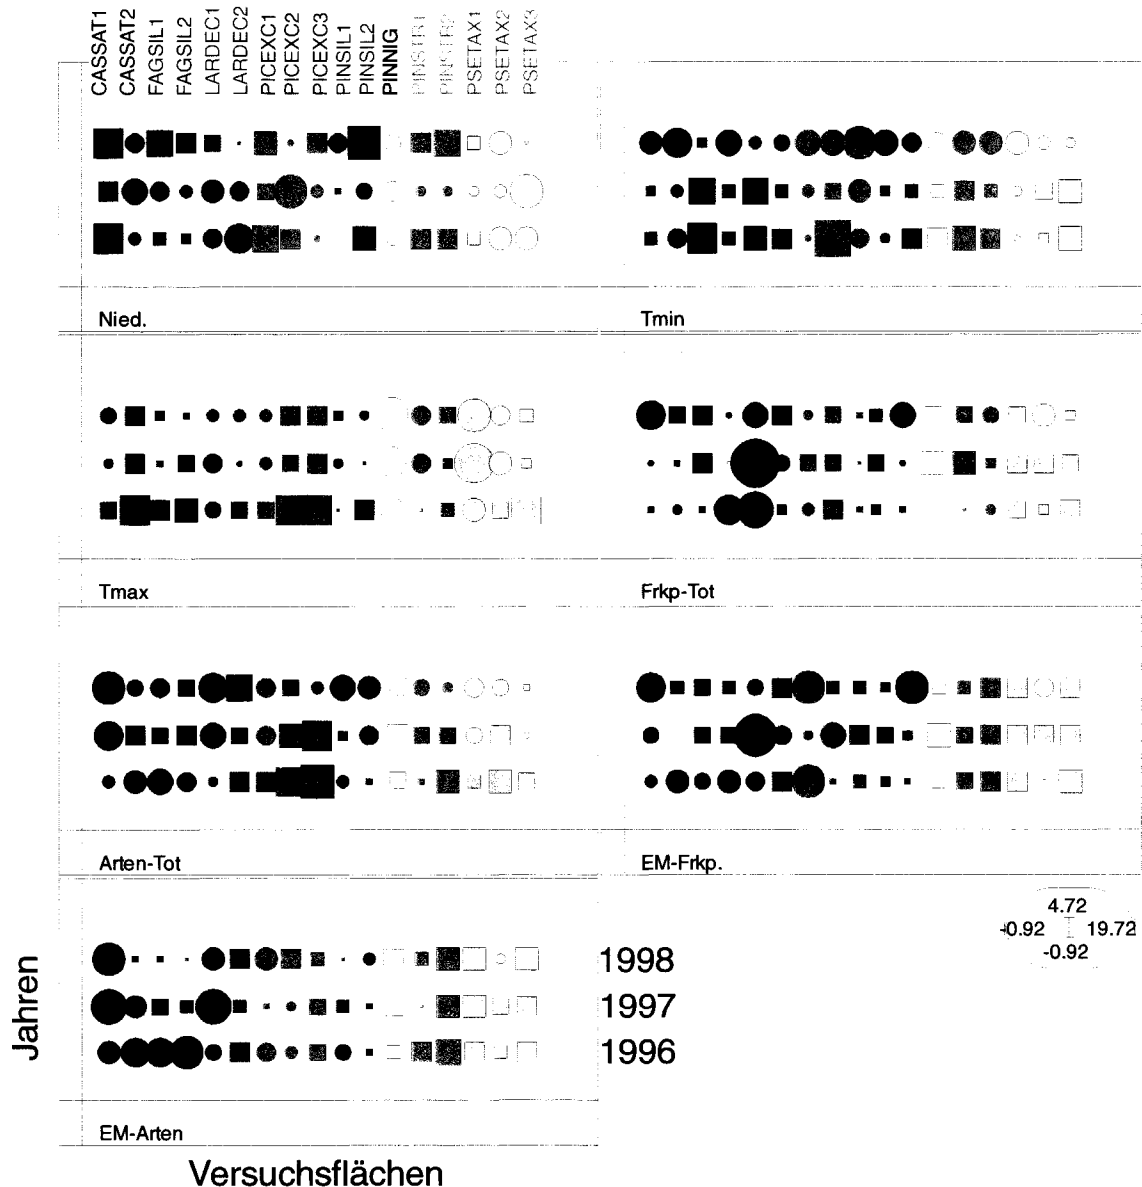 CASSAT1
CASSAT2
FAGSIL1
FAGSIL2
LARDEC1
LARDEC2
PICEXC1
PICEXC2
PICEXC3
PINSIL1
PINSIL2
PINNIG
PINSTR1
PINSTR2
PSETAX1
PSETAX2
PSETAX3
Nied.
Tmin
Tmax
Frkp-Tot
Arten-Tot
EM-Frkp.
4.72
-0.92 19.72
-0.92
1998
1997
1996
Jahren
EM-Arten
Versuchsflächen